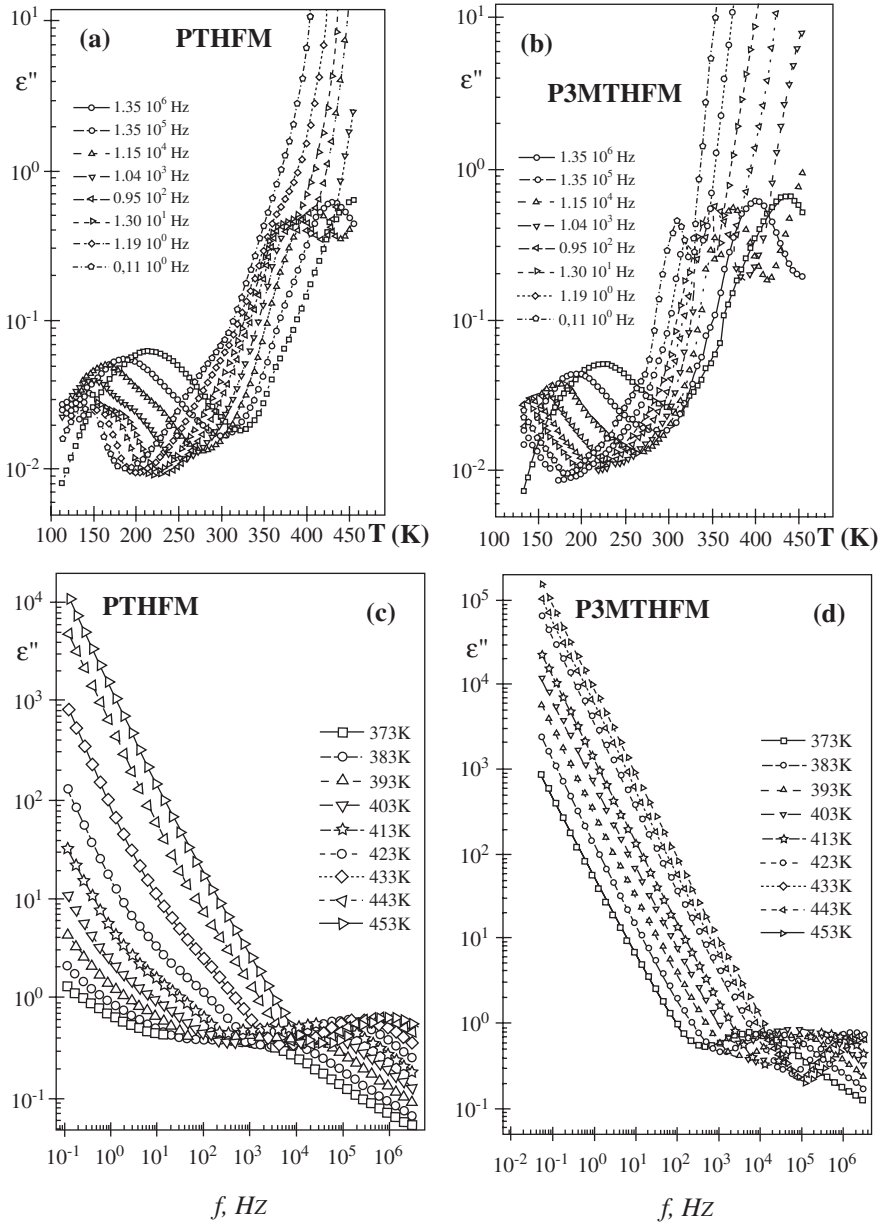 (a) PTHFM
10¹
ε"
1.35 10⁶ Hz
1.35 10⁵ Hz
1.15 10⁴ Hz
1.04 10³ Hz
0.95 10² Hz
1.30 10¹ Hz
1.19 10⁰ Hz
0,11 10⁰ Hz
10⁰
10⁻¹
10⁻²
100 150 200 250 300 350 400 450 T (K)
(b)
10¹
ε"
P3MTHFM
1.35 10⁶ Hz
1.35 10⁵ Hz
1.15 10⁴ Hz
1.04 10³ Hz
0.95 10² Hz
1.30 10¹ Hz
1.19 10⁰ Hz
0,11 10⁰ Hz
10⁰
10⁻¹
10⁻²
100 150 200 250 300 350 400 450 T (K)
PTHFM (c)
10⁴
ε"
10³
373K
383K
393K
403K
413K
423K
433K
443K
453K
10²
10¹
10⁰
10⁻¹
10⁻¹ 10⁰ 10¹ 10² 10³ 10⁴ 10⁵ 10⁶
f, Hz
P3MTHFM (d)
10⁵
ε"
10⁴
373K
383K
393K
403K
413K
423K
433K
443K
453K
10³
10²
10¹
10⁰
10⁻¹
10⁻² 10⁻¹ 10⁰ 10¹ 10² 10³ 10⁴ 10⁵ 10⁶
f, Hz